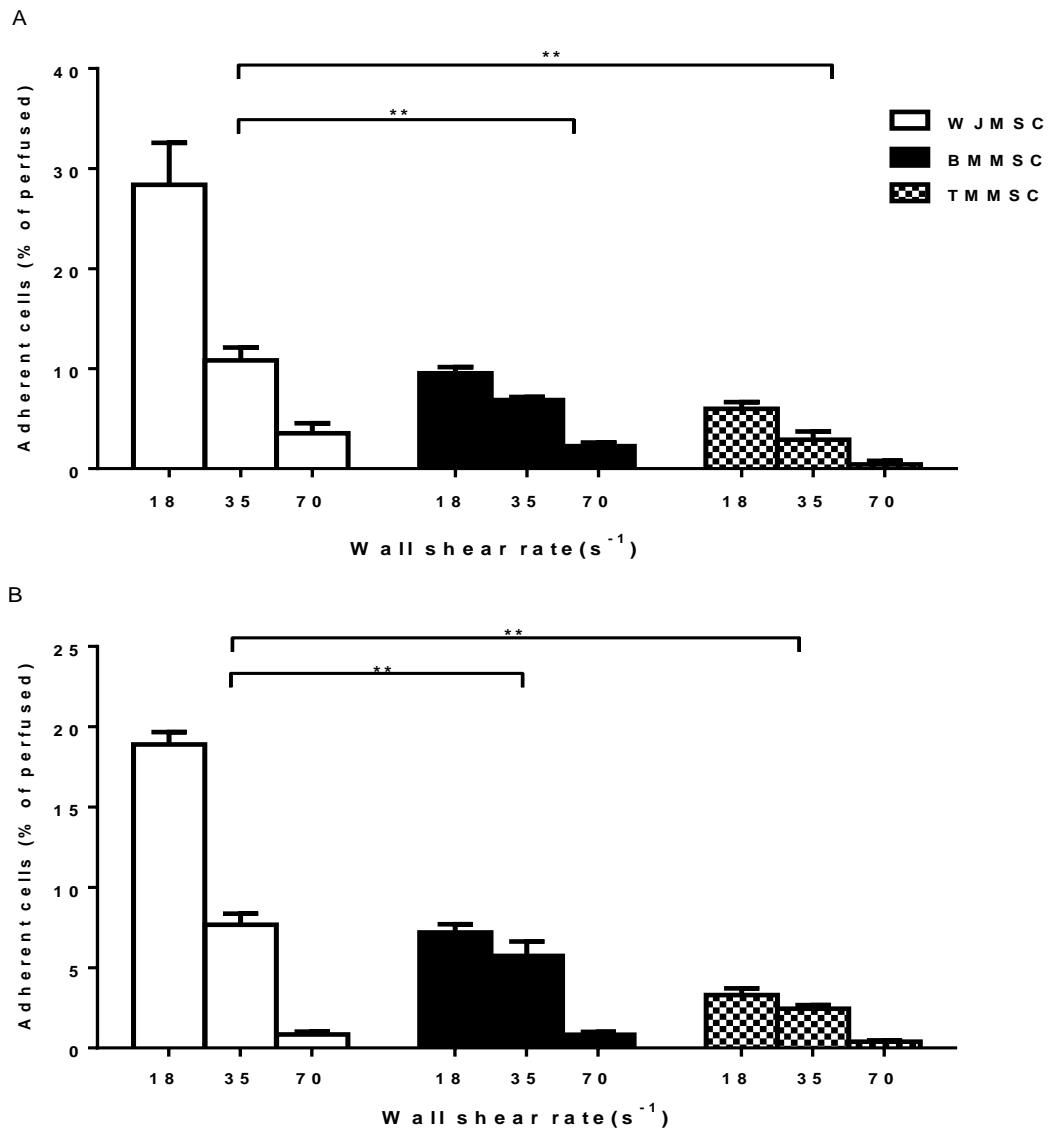 A
**
**
40
30
20
10
0
Adherent cells (% of perfused)
WJMSC
BMMSC
TMMSC
18 35 70 18 35 70 18 35 70
Wall shear rate(s⁻¹)
B
**
**
25
20
15
10
5
0
Adherent cells (% of perfused)
18 35 70 18 35 70 18 35 70
Wall shear rate(s⁻¹)